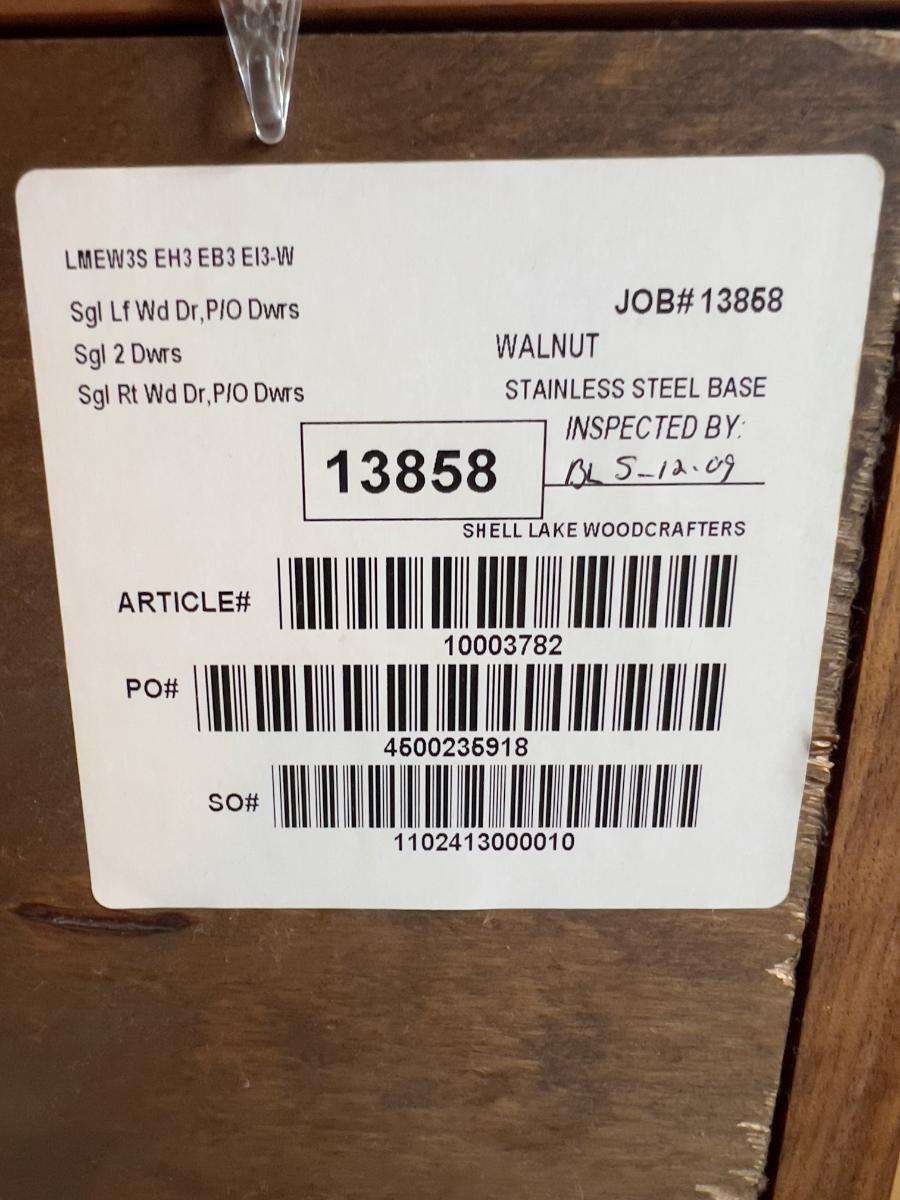 LMEW3S EH3 EB3 EI3-W
Sgl Lf Wd Dr,P/O Dwrs
JOB# 13858
Sgl 2 Dwrs
WALNUT
Sgl Rt Wd Dr,P/O Dwrs
STAINLESS STEEL BASE
INSPECTED BY:
13858
BL 5-12-09
SHELL LAKE WOODCRAFTERS
ARTICLE#
10003782
PO#
4500235918
SO#
1102413000010